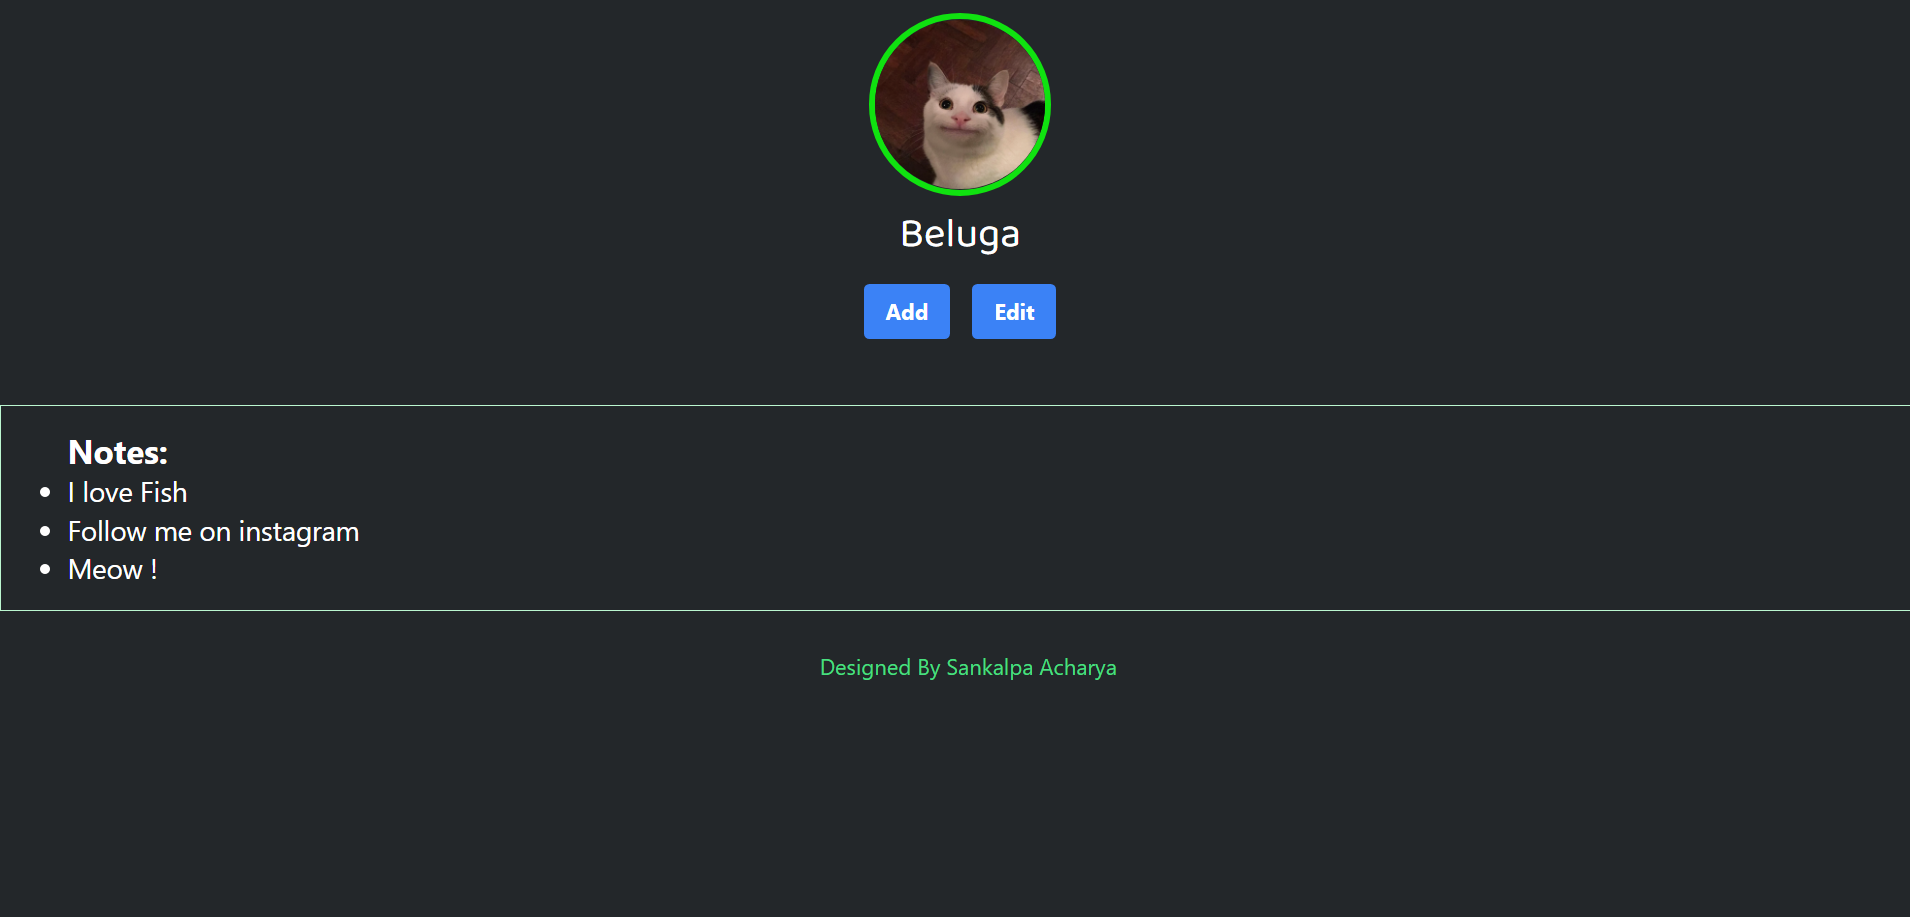 Beluga
Add Edit
Notes:
I love Fish
Follow me on instagram
Meow !
Designed By Sankalpa Acharya